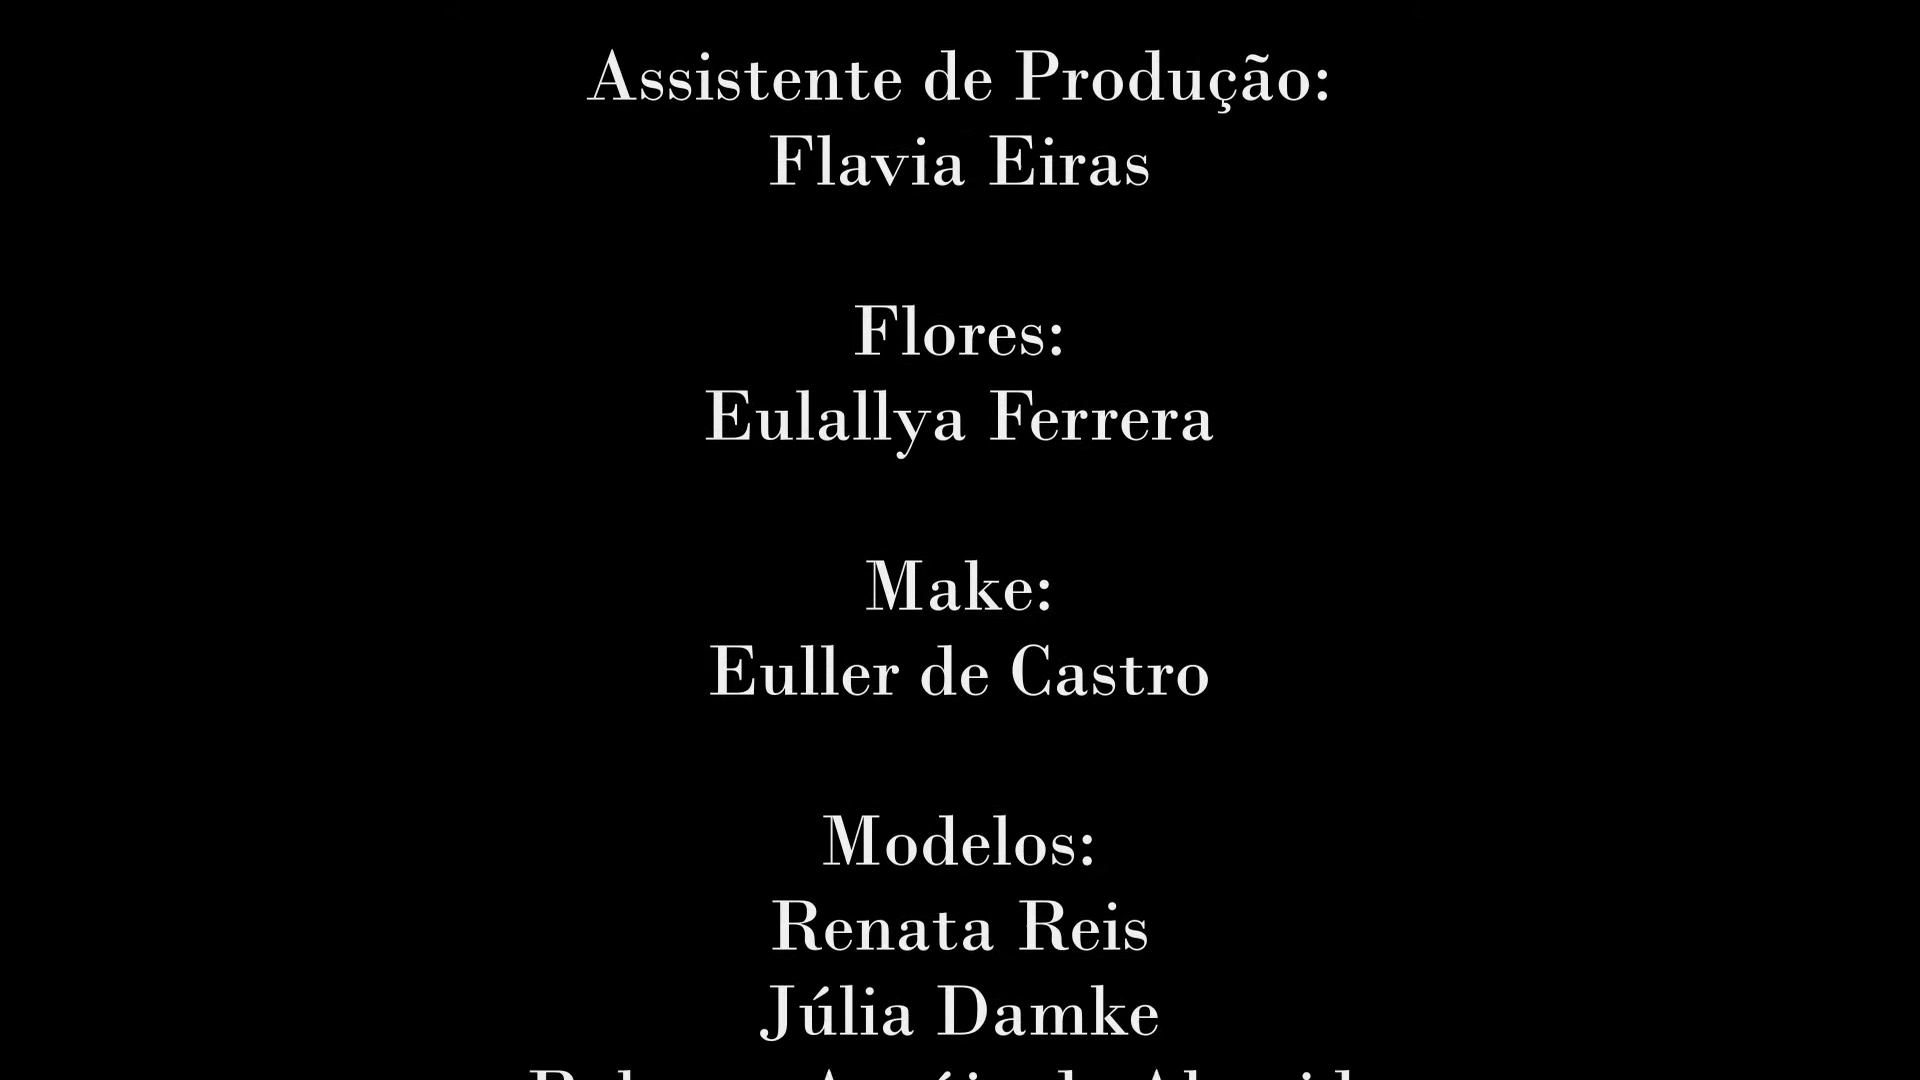 Assistente de Produção:
Flavia Eiras
Flores:
Eulallya Ferrera
Make:
Euller de Castro
Modelos:
Renata Reis
Júlia Damke